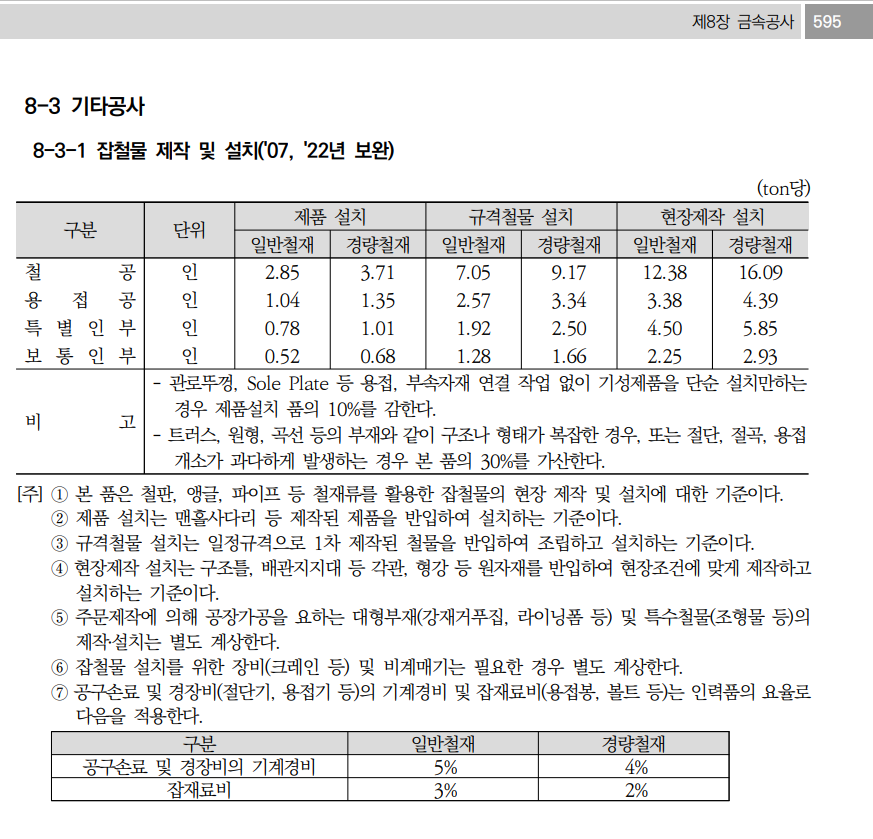 제8장 금속공사 595
8-3 기타공사
8-3-1 잡철물 제작 및 설치('07, '22년 보완)
(ton당)
구분 단위 제품 설치 규격철물 설치 현장제작 설치
일반철재 경량철재 일반철재 경량철재 일반철재 경량철재
철 공 인 2.85 3.71 7.05 9.17 12.38 16.09
용 접 공 인 1.04 1.35 2.57 3.34 3.38 4.39
특 별 인 부 인 0.78 1.01 1.92 2.50 4.50 5.85
보 통 인 부 인 0.52 0.68 1.28 1.66 2.25 2.93
비 고
- 관로뚜껑, Sole Plate 등 용접, 부속자재 연결 작업 없이 기성제품을 단순 설치만하는
경우 제품설치 품의 10%를 감한다.
- 트러스, 원형, 곡선 등의 부재와 같이 구조나 형태가 복잡한 경우, 또는 절단, 절곡, 용접
개소가 과다하게 발생하는 경우 본 품의 30%를 가산한다.
[주] ① 본 품은 철판, 앵글, 파이프 등 철재류를 활용한 잡철물의 현장 제작 및 설치에 대한 기준이다.
② 제품 설치는 맨홀사다리 등 제작된 제품을 반입하여 설치하는 기준이다.
③ 규격철물 설치는 일정규격으로 1차 제작된 철물을 반입하여 조립하고 설치하는 기준이다.
④ 현장제작 설치는 구조틀, 배관지지대 등 각관, 형강 등 원자재를 반입하여 현장조건에 맞게 제작하고
설치하는 기준이다.
⑤ 주문제작에 의해 공장가공을 요하는 대형부재(강재거푸집, 라이닝폼 등) 및 특수철물(조형물 등)의
제작·설치는 별도 계상한다.
⑥ 잡철물 설치를 위한 장비(크레인 등) 및 비계매기는 필요한 경우 별도 계상한다.
⑦ 공구손료 및 경장비(절단기, 용접기 등)의 기계경비 및 잡재료비(용접봉, 볼트 등)는 인력품의 요율로
다음을 적용한다.
구분 일반철재 경량철재
공구손료 및 경장비의 기계경비 5% 4%
잡재료비 3% 2%